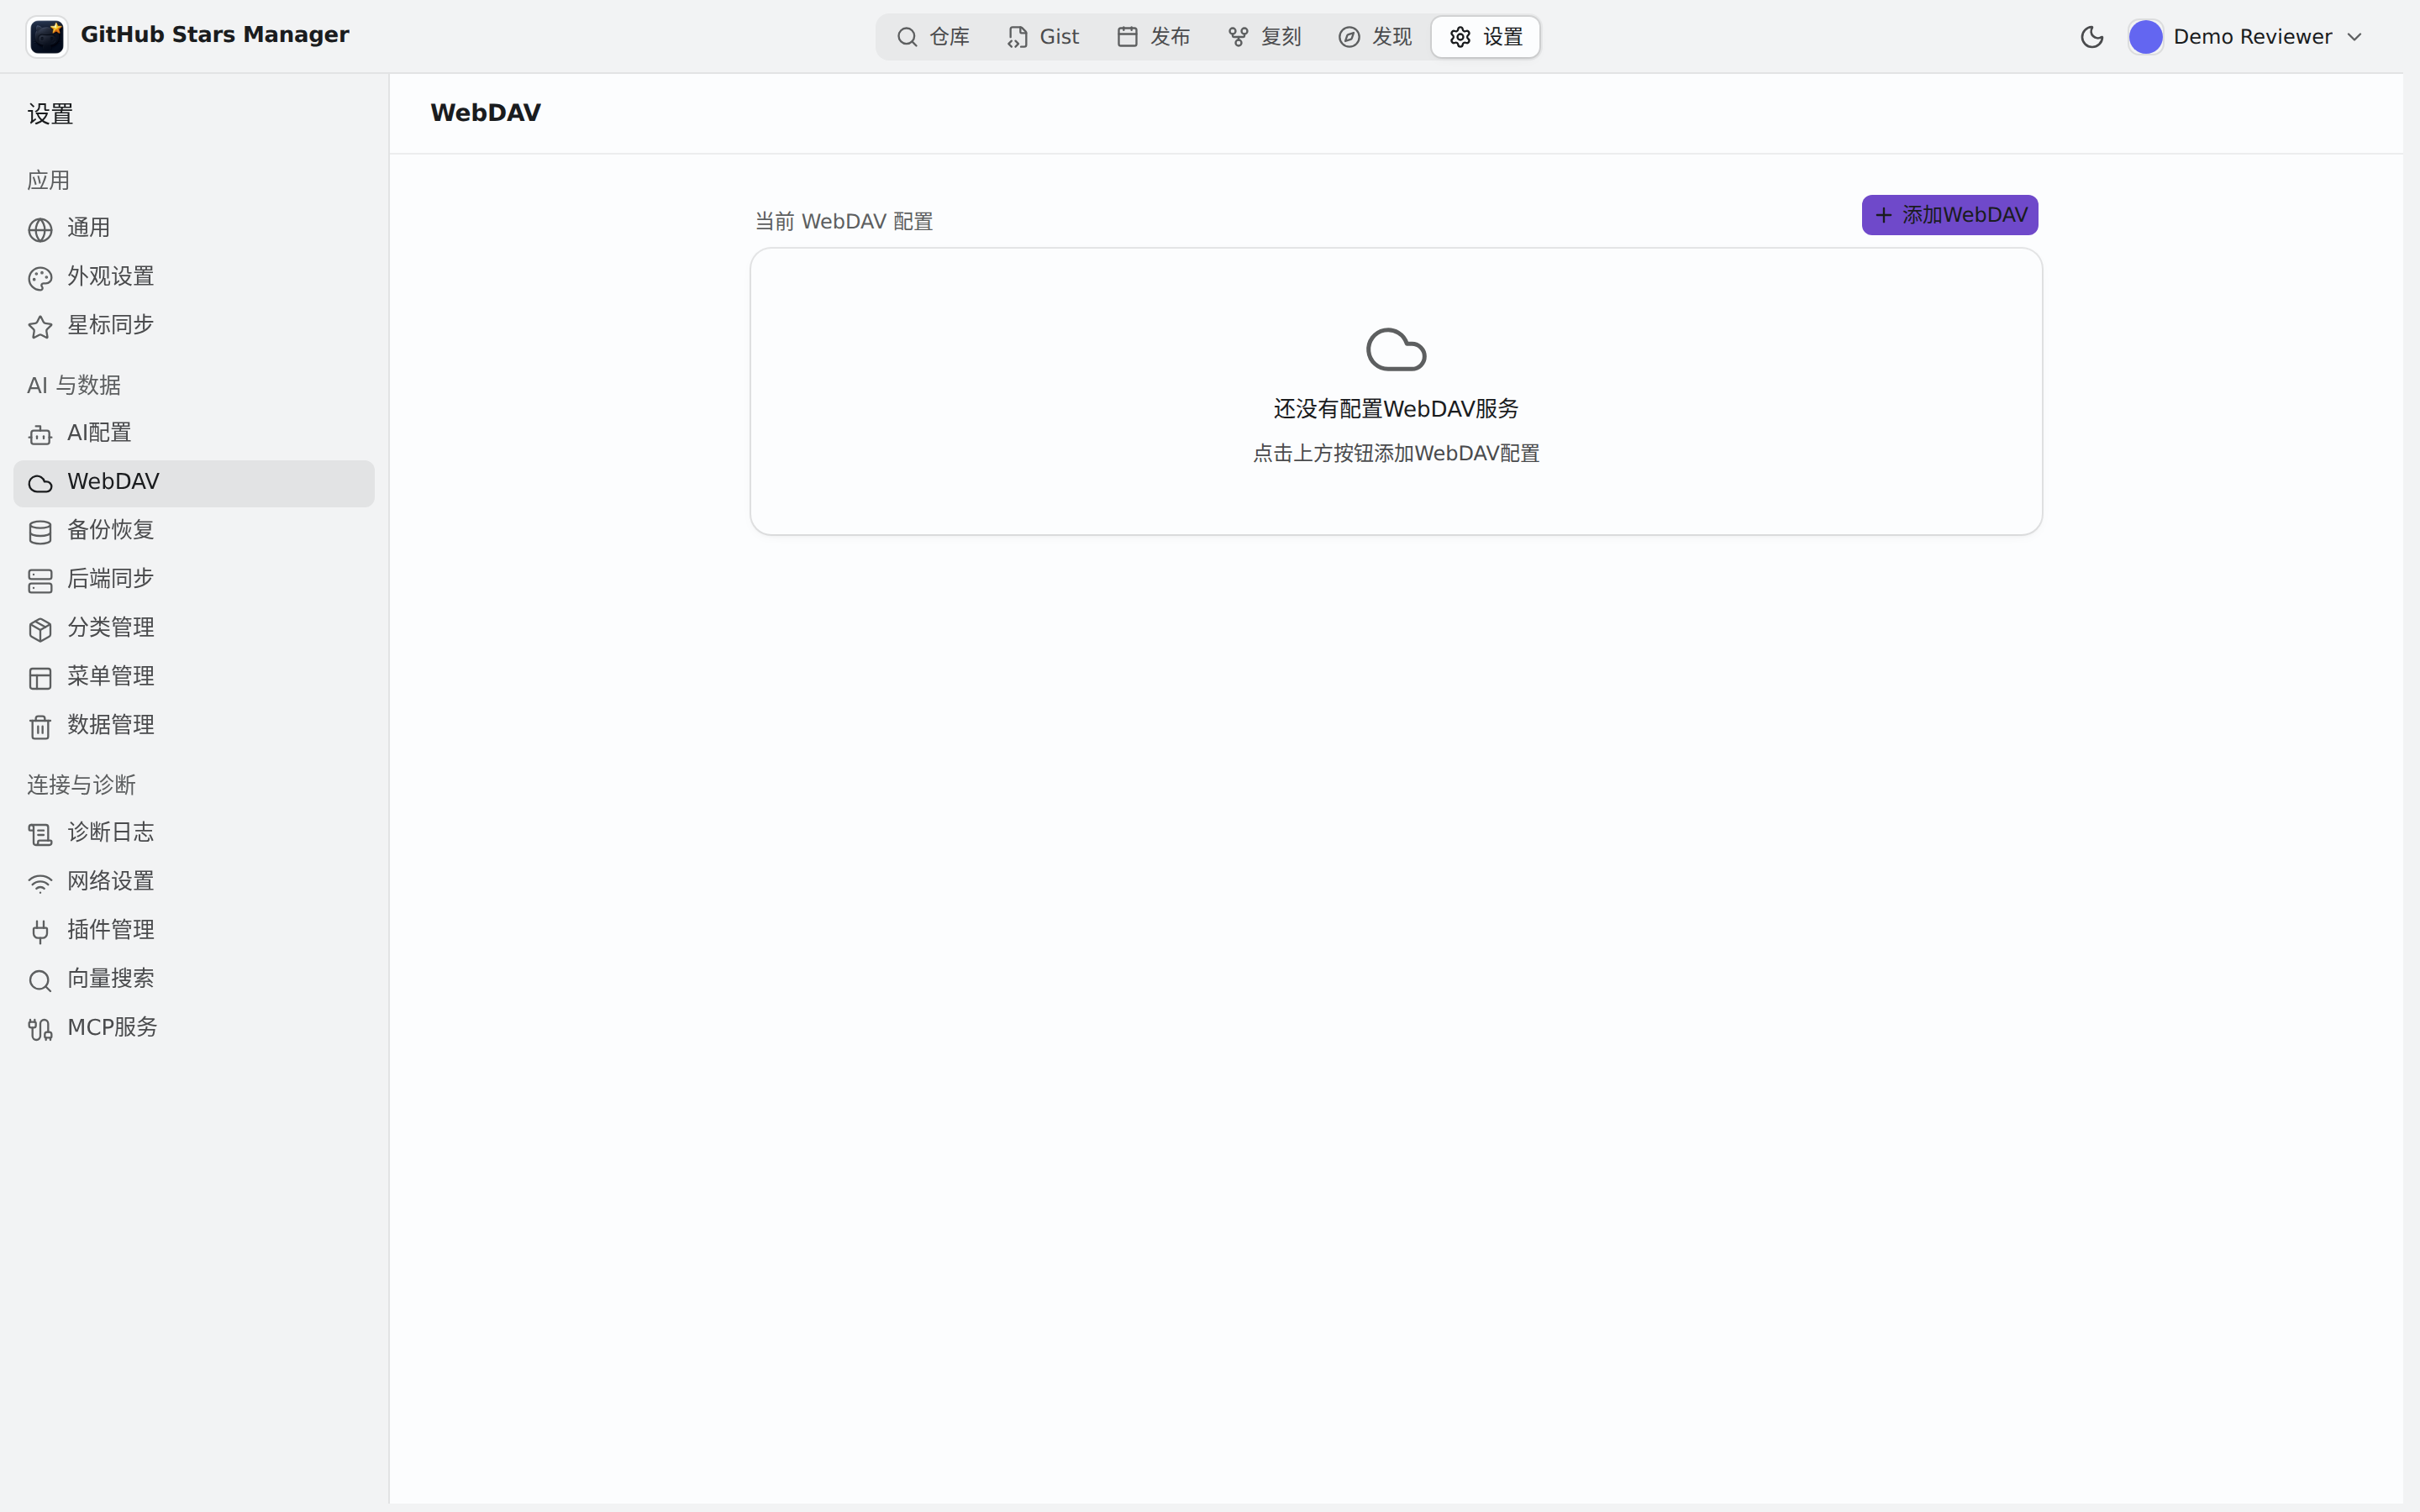 GitHub Stars Manager
仓库
Gist
发布
复刻
发现
设置
Demo Reviewer
设置
应用
通用
外观设置
星标同步
AI 与数据
AI配置
WebDAV
备份恢复
后端同步
分类管理
菜单管理
数据管理
连接与诊断
诊断日志
网络设置
插件管理
向量搜索
MCP服务
WebDAV
当前 WebDAV 配置
添加WebDAV
还没有配置WebDAV服务
点击上方按钮添加WebDAV配置